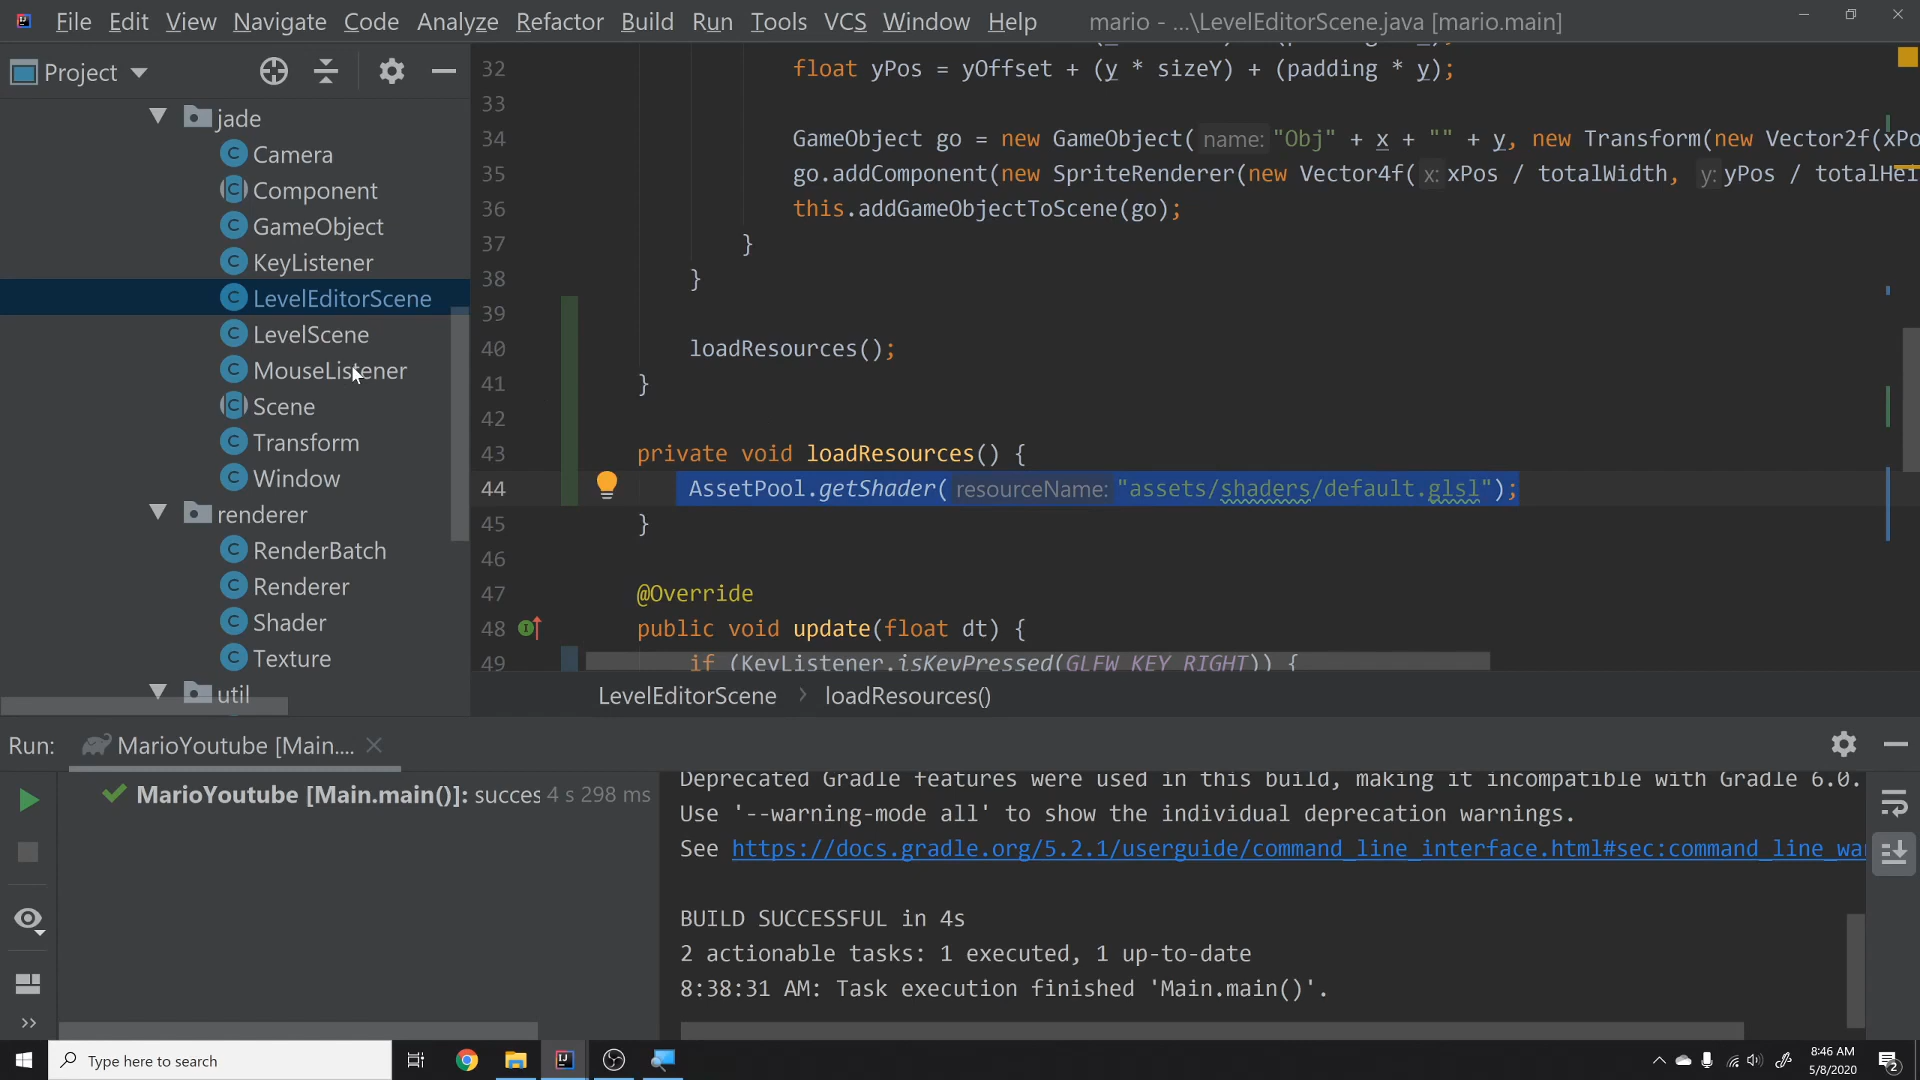 File Edit View Navigate Code Analyze Refactor Build Run Tools VCS Window Help mario - ...\LevelEditorScene.java [mario.main]
Project
jade
Camera
Component
GameObject
KeyListener
LevelEditorScene
LevelScene
MouseListener
Scene
Transform
Window
renderer
RenderBatch
Renderer
Shader
Texture
util
32 float yPos = yOffset + (y * sizeY) + (padding * y);
33
34 GameObject go = new GameObject( name: "Obj" + x + "" + y, new Transform(new Vector2f(xPo
35 go.addComponent(new SpriteRenderer(new Vector4f( x: xPos / totalWidth, y: yPos / totalHei
36 this.addGameObjectToScene(go);
37 }
38 }
39
40 loadResources();
41 }
42
43 private void loadResources() {
44 AssetPool.getShader( resourceName: "assets/shaders/default.glsl");
45 }
46
47 @Override
48 public void update(float dt) {
49 if (KeyListener.isKeyPressed(GLFW_KEY_RIGHT)) {
LevelEditorScene > loadResources()
Run: MarioYoutube [Main....
MarioYoutube [Main.main()]: succes 4 s 298 ms
Deprecated Gradle features were used in this build, making it incompatible with Gradle 6.0.
Use '--warning-mode all' to show the individual deprecation warnings.
See https://docs.gradle.org/5.2.1/userguide/command_line_interface.html#sec:command_line_wa
BUILD SUCCESSFUL in 4s
2 actionable tasks: 1 executed, 1 up-to-date
8:38:31 AM: Task execution finished 'Main.main()'.
Type here to search
8:46 AM
5/8/2020
2